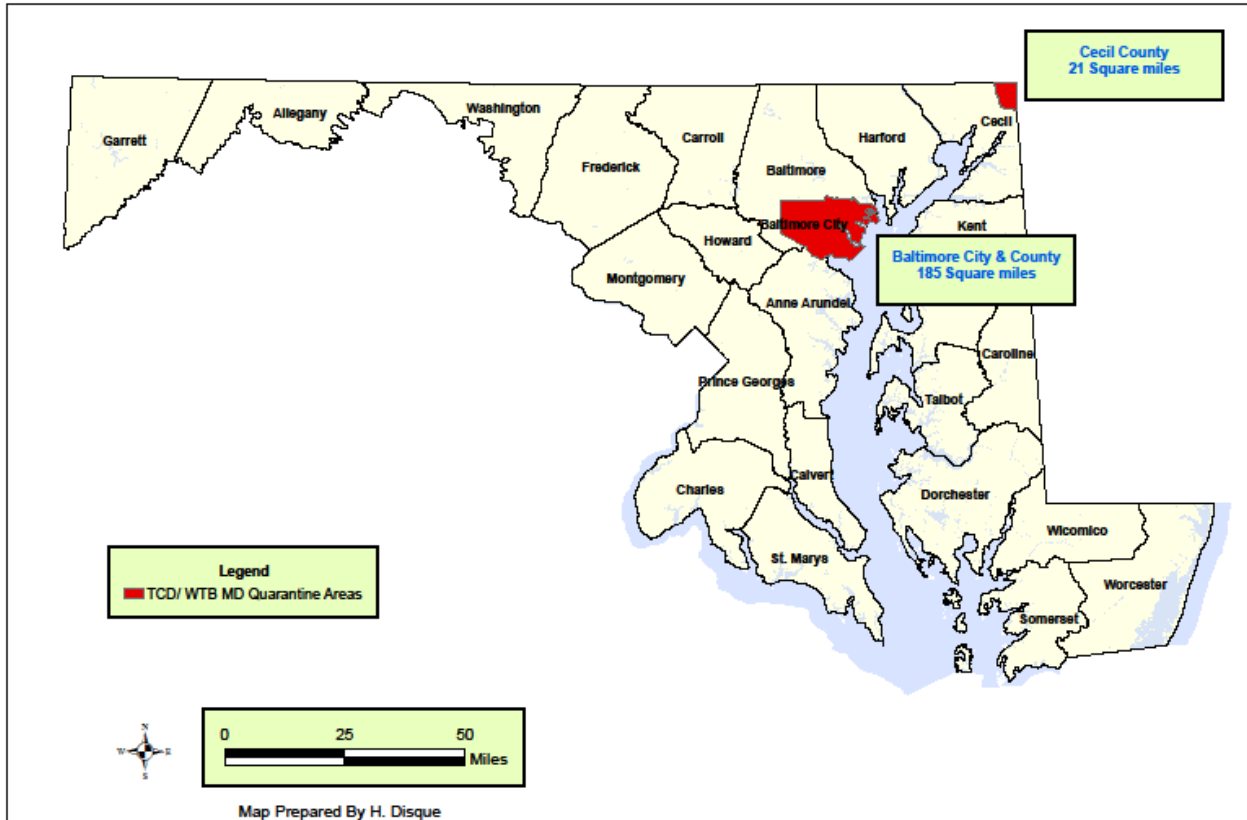 Cecil County
21 Square miles
Garrett
Allegany
Washington
Frederick
Carroll
Baltimore
Harford
Cecil
Baltimore City
Kent
Howard
Montgomery
Baltimore City & County
185 Square miles
Anne Arundel
Prince Georges
Caroline
Talbot
Calvert
Charles
Dorchester
St. Marys
Wicomico
Worcester
Somerset
Legend
TCD/ WTB MD Quarantine Areas
N
W E
S
0 25 50
Miles
Map Prepared By H. Disque